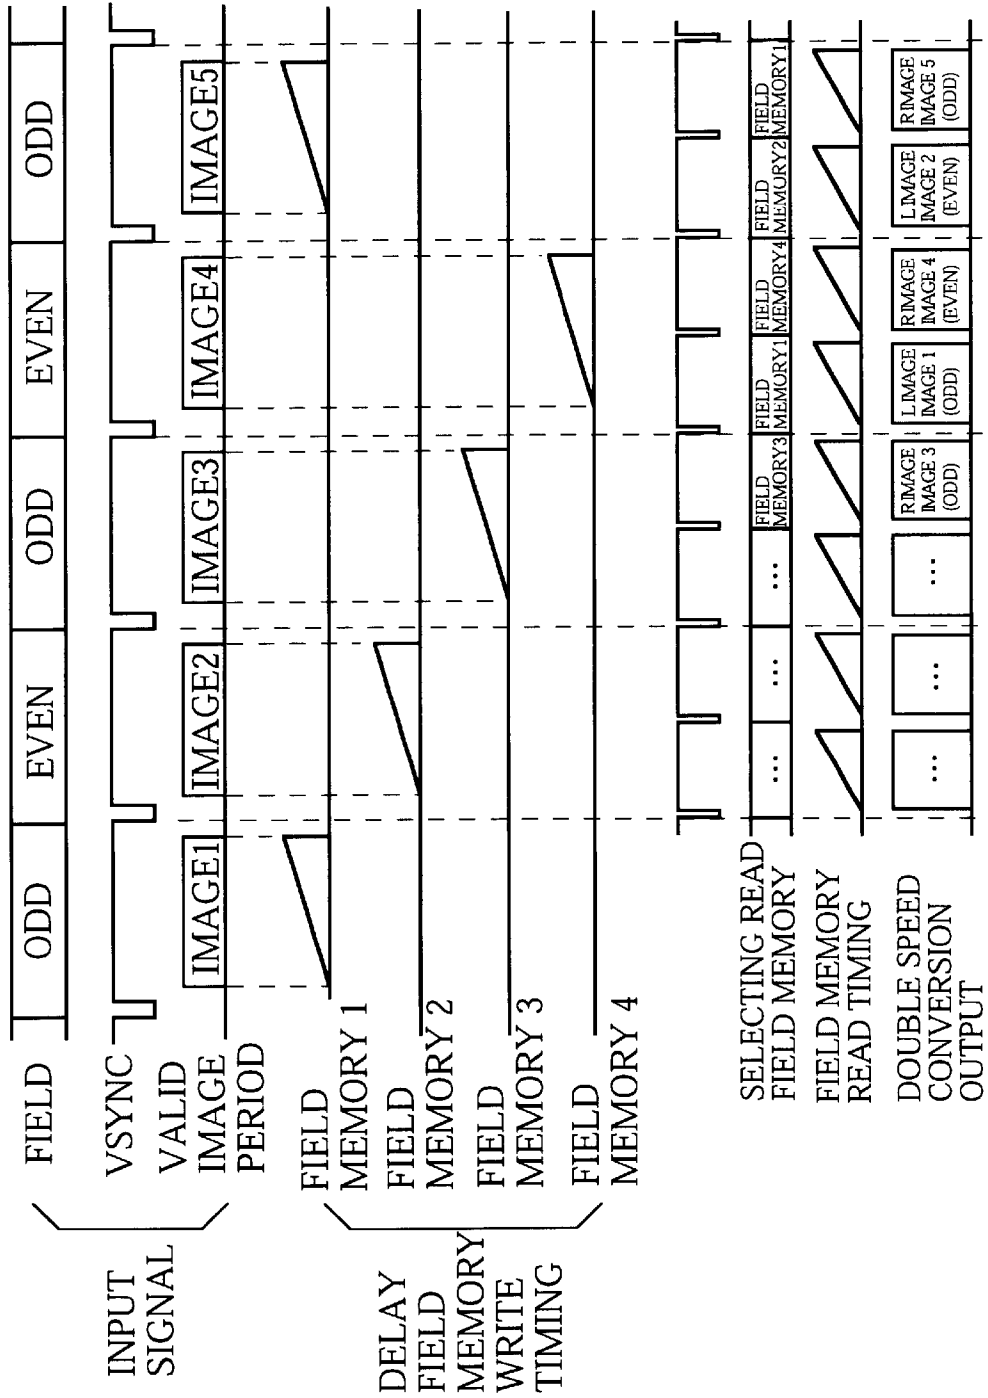 INPUT
SIGNAL
FIELD
ODD
EVEN
ODD
EVEN
ODD
VSYNC
VALID
IMAGE
PERIOD
IMAGE1
IMAGE2
IMAGE3
IMAGE4
IMAGE5
DELAY
FIELD
MEMORY
WRITE
TIMING
FIELD
MEMORY 1
FIELD
MEMORY 2
FIELD
MEMORY 3
FIELD
MEMORY 4
SELECTING READ
FIELD MEMORY
...
...
...
FIELD
MEMORY3
FIELD
MEMORY1
FIELD
MEMORY4
FIELD
MEMORY2
FIELD
MEMORY1
FIELD MEMORY
READ TIMING
DOUBLE SPEED
CONVERSION
OUTPUT
...
...
...
RIMAGE
IMAGE 3
(ODD)
L IMAGE
IMAGE 1
(ODD)
RIMAGE
IMAGE 4
(EVEN)
L IMAGE
IMAGE 2
(EVEN)
RIMAGE
IMAGE 5
(ODD)